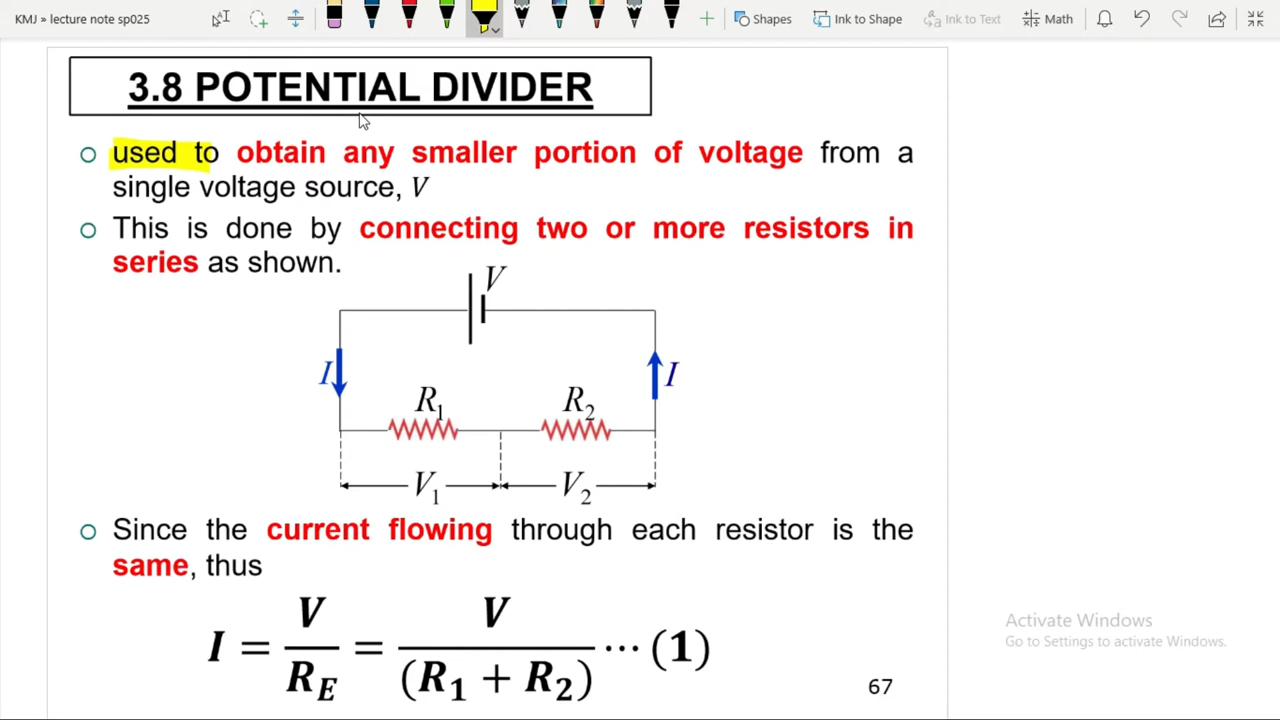 KMJ » lecture note sp025
Shapes
Ink to Shape
Ink to Text
Math
3.8 POTENTIAL DIVIDER
used to obtain any smaller portion of voltage from a
single voltage source, V
This is done by connecting two or more resistors in
series as shown.
V
I
I
R₁
R₂
V₁
V₂
Since the current flowing through each resistor is the
same, thus
I = V/R_E = V/(R₁ + R₂) ⋯ (1)
67
Activate Windows
Go to Settings to activate Windows.